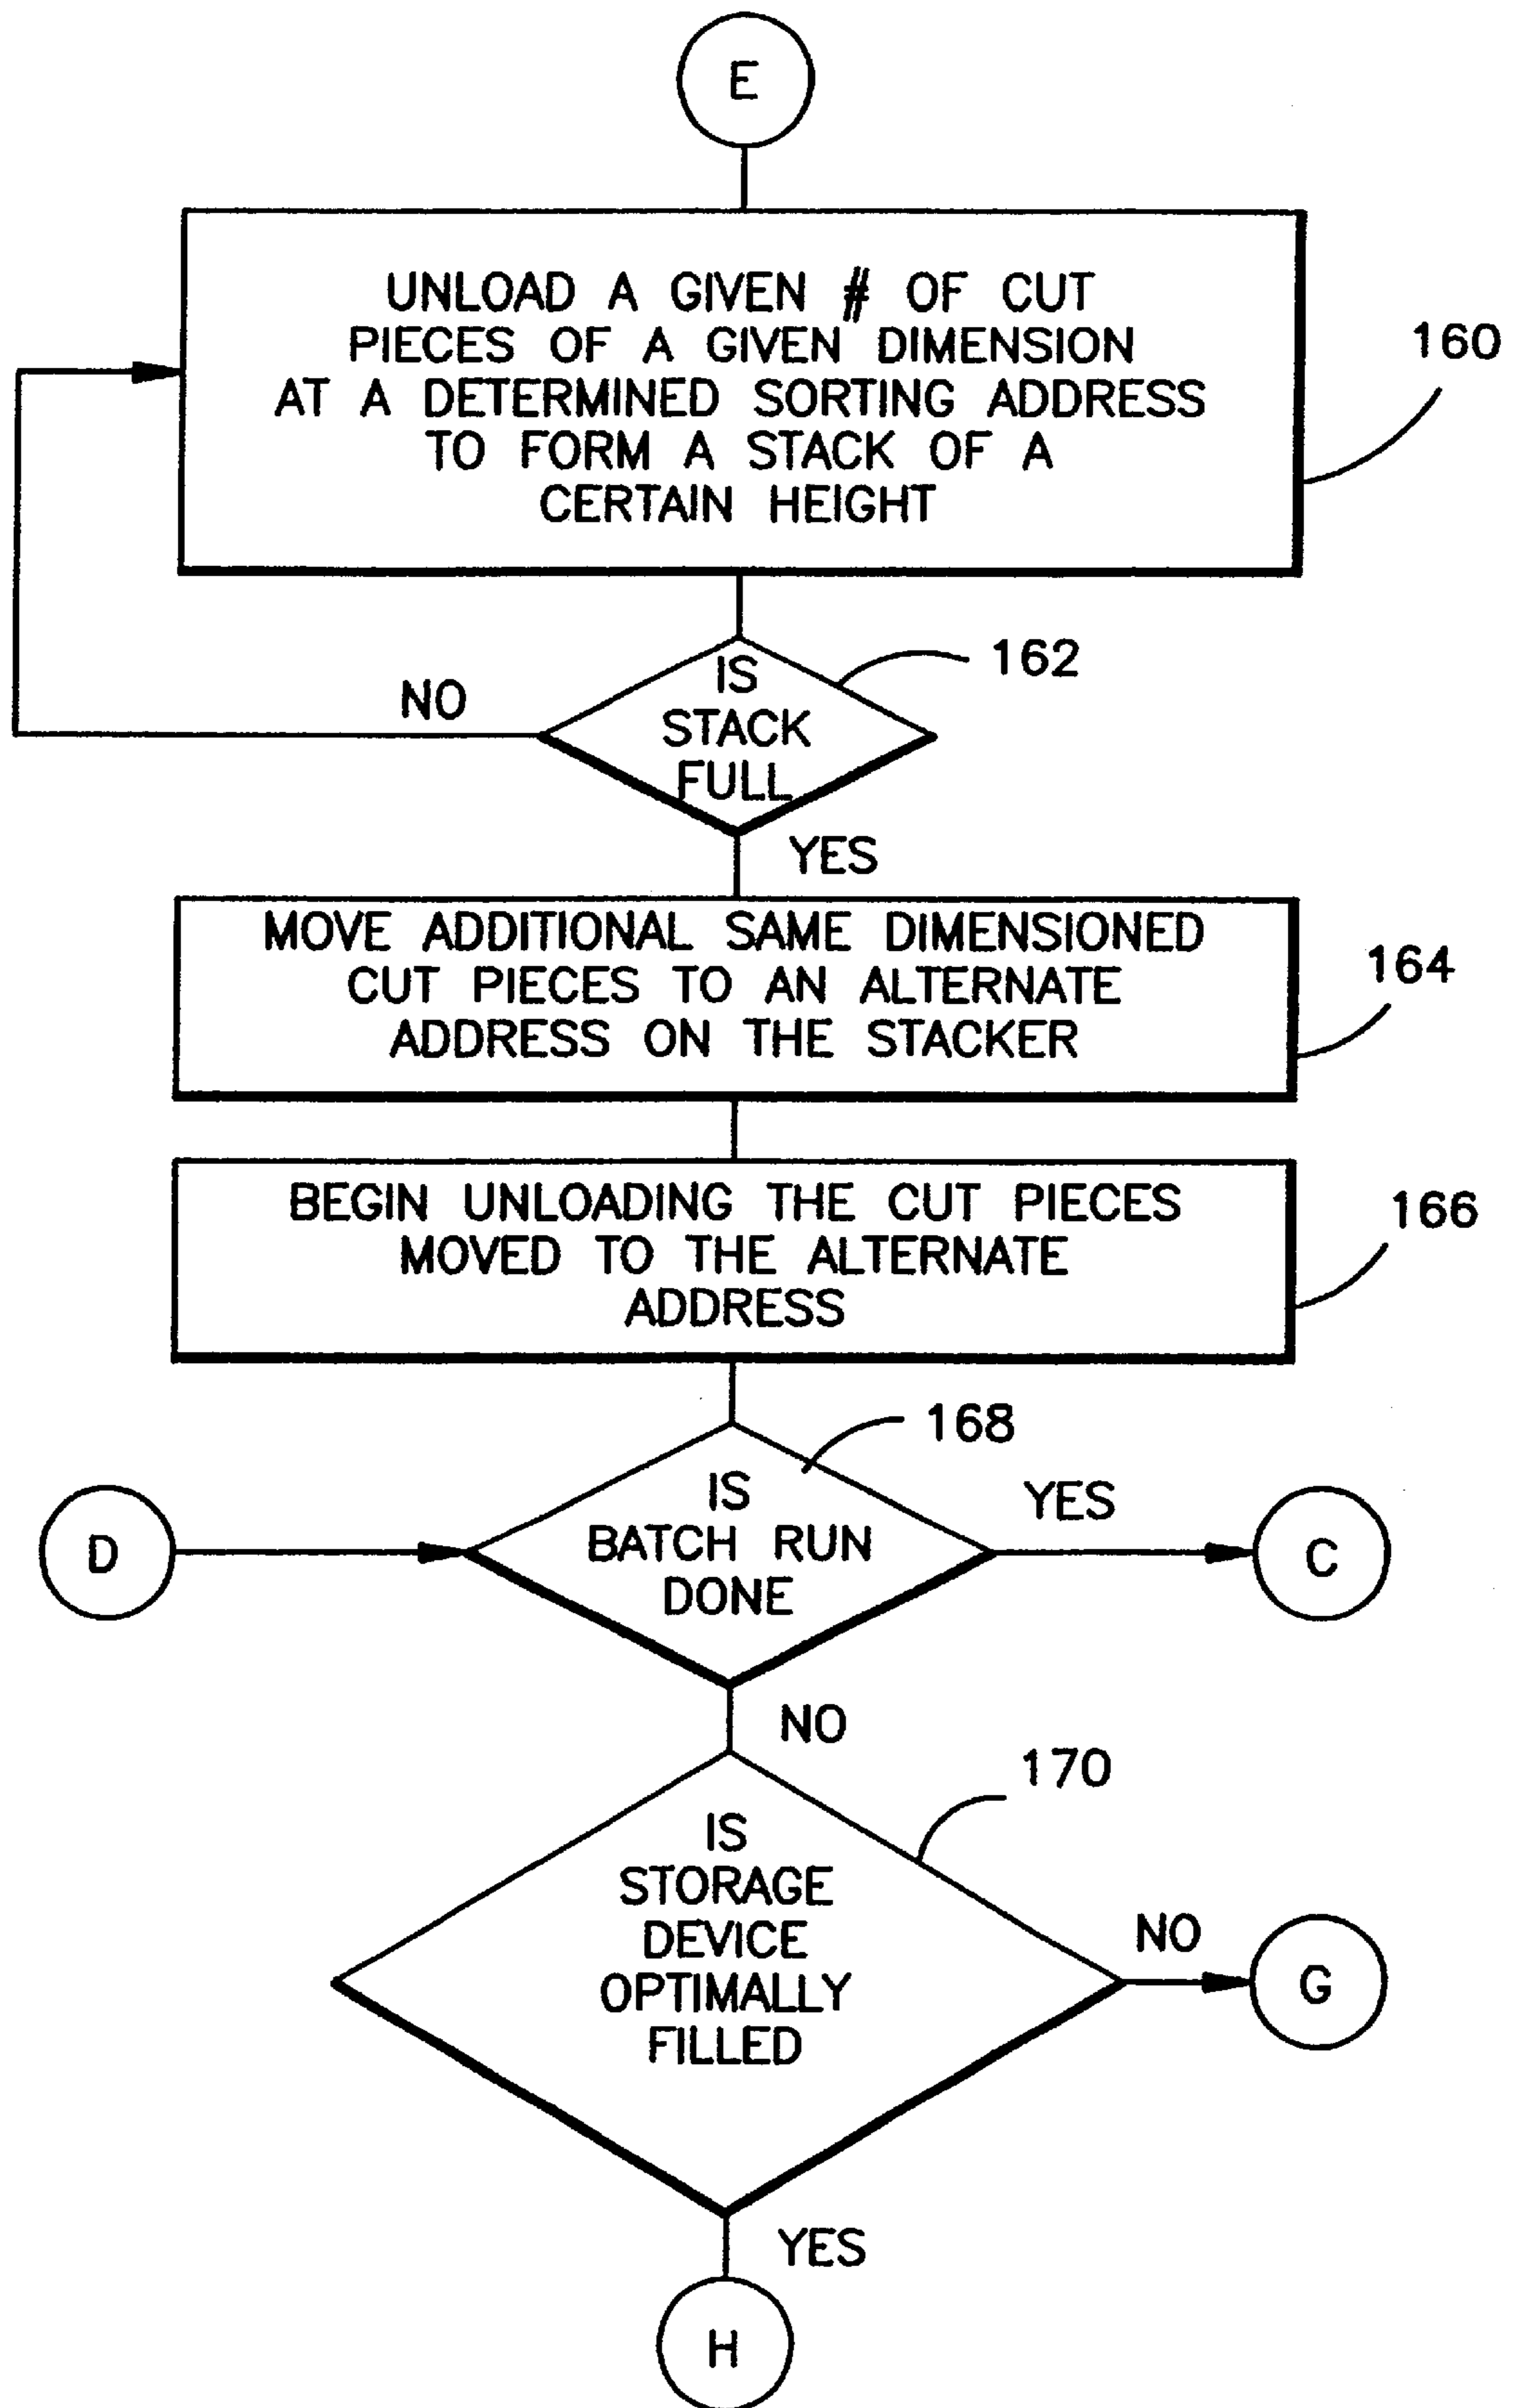 E
UNLOAD A GIVEN # OF CUT
PIECES OF A GIVEN DIMENSION
AT A DETERMINED SORTING ADDRESS
TO FORM A STACK OF A
CERTAIN HEIGHT
160
IS
STACK
FULL
162
NO
YES
MOVE ADDITIONAL SAME DIMENSIONED
CUT PIECES TO AN ALTERNATE
ADDRESS ON THE STACKER
164
BEGIN UNLOADING THE CUT PIECES
MOVED TO THE ALTERNATE
ADDRESS
166
168
D
IS
BATCH RUN
DONE
YES
C
NO
170
IS
STORAGE
DEVICE
OPTIMALLY
FILLED
NO
G
YES
H